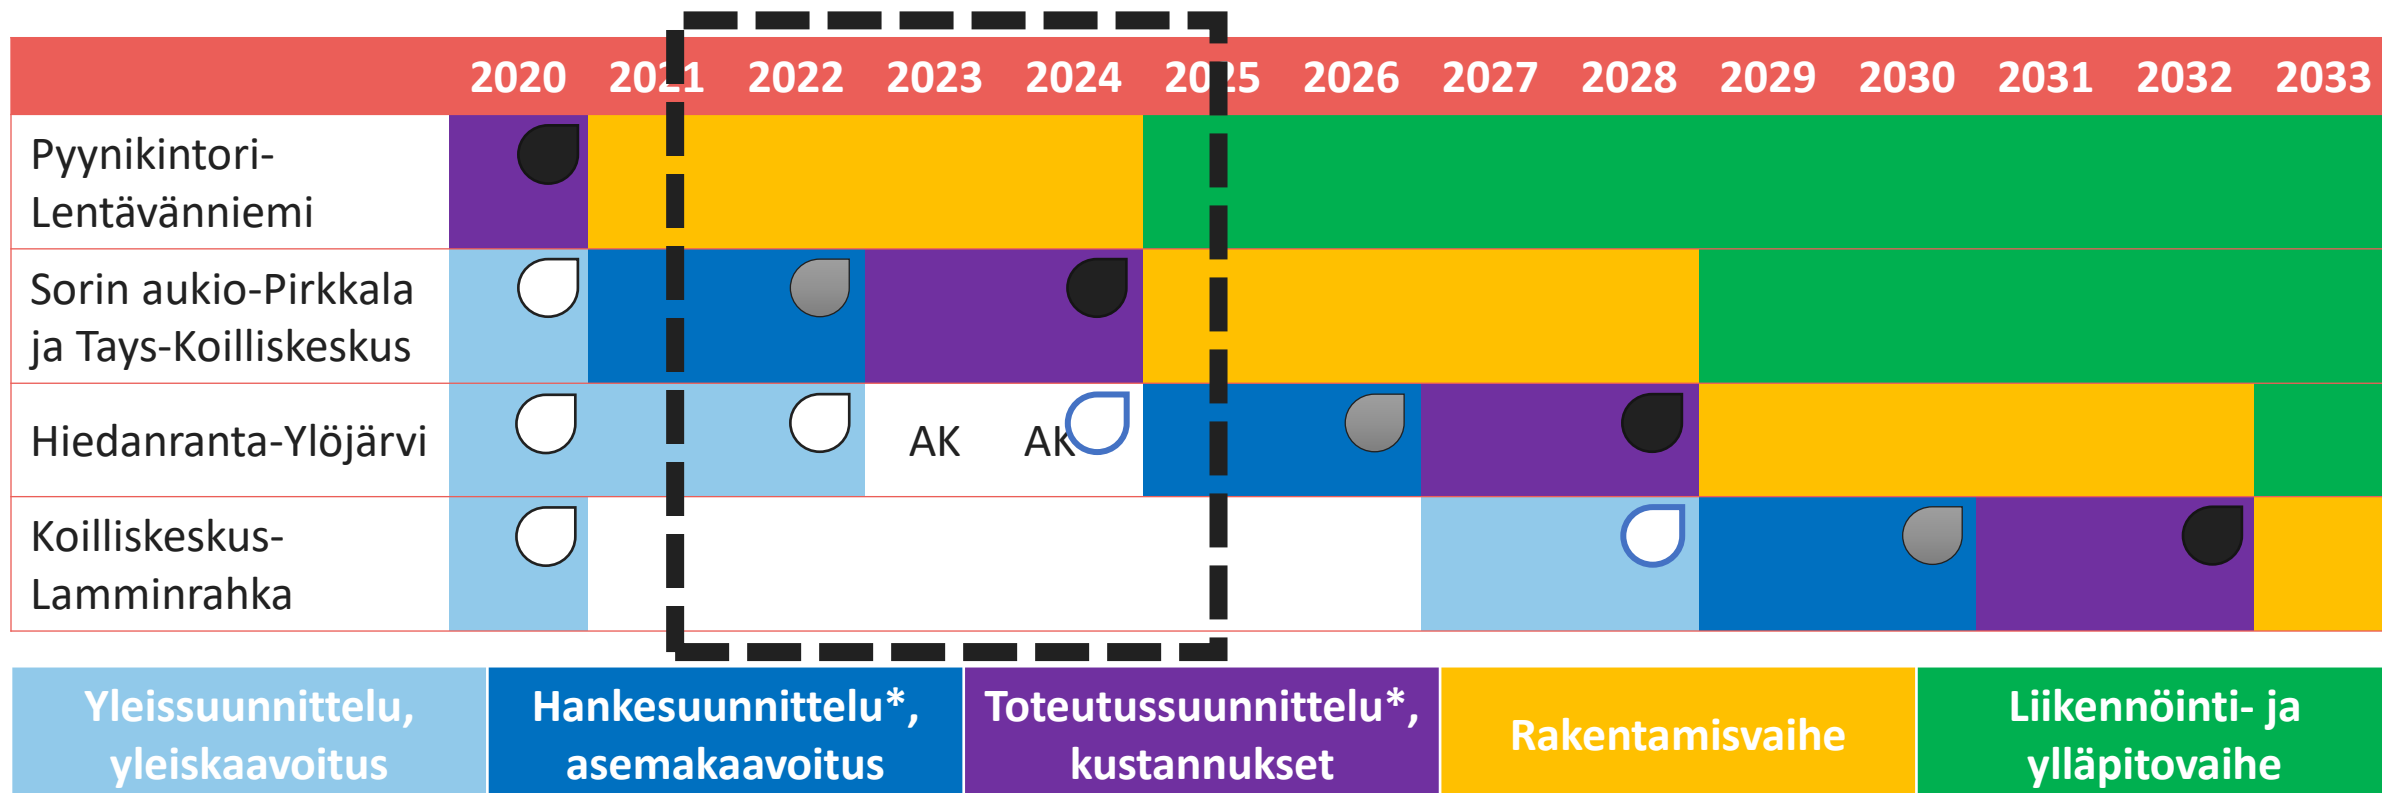 2020 2021 2022 2023 2024 2025 2026 2027 2028 2029 2030 2031 2032 2033
Pyynikintori-
Lentävänniemi
Sorin aukio-Pirkkala
ja Tays-Koilliskeskus
Hiedanranta-Ylöjärvi AK AK
Koilliskeskus-
Lamminrahka
Yleissuunnittelu,
yleiskaavoitus
Hankesuunnittelu*,
asemakaavoitus
Toteutussuunnittelu*,
kustannukset
Rakentamisvaihe
Liikennöinti- ja
ylläpitovaihe